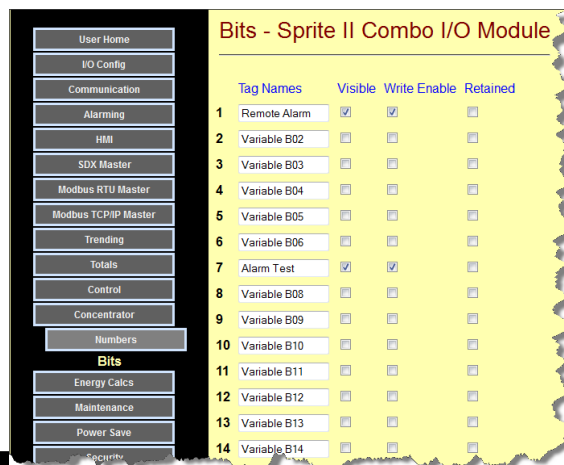 User Home
I/O Config
Communication
Alarming
HMI
SDX Master
Modbus RTU Master
Modbus TCP/IP Master
Trending
Totals
Control
Concentrator
Numbers
Bits
Energy Calcs
Maintenance
Power Save
Security
Bits - Sprite II Combo I/O Module
Tag Names Visible Write Enable Retained
1 Remote Alarm
2 Variable B02
3 Variable B03
4 Variable B04
5 Variable B05
6 Variable B06
7 Alarm Test
8 Variable B08
9 Variable B09
10 Variable B10
11 Variable B11
12 Variable B12
13 Variable B13
14 Variable B14